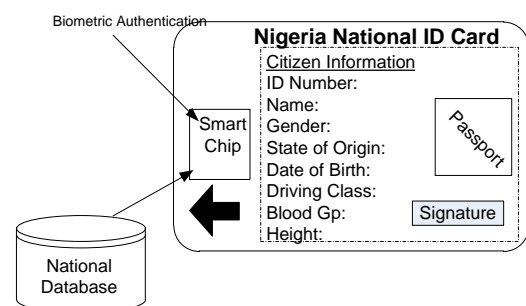 Biometric Authentication
Nigeria National ID Card
Citizen Information
ID Number:
Name:
Gender:
State of Origin:
Date of Birth:
Driving Class:
Blood Gp:
Height:
Smart
Chip
Passport
Signature
National
Database